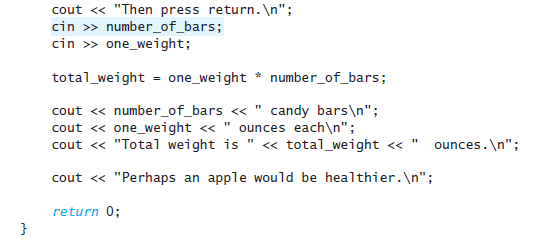 cout << "Then press return.\n";
cin >> number_of_bars;
cin >> one_weight;
total_weight = one_weight * number_of_bars;
cout << number_of_bars << " candy bars\n";
cout << one_weight << " ounces each\n";
cout << "Total weight is " << total_weight << "  ounces.\n";
cout << "Perhaps an apple would be healthier.\n";
return 0;
}